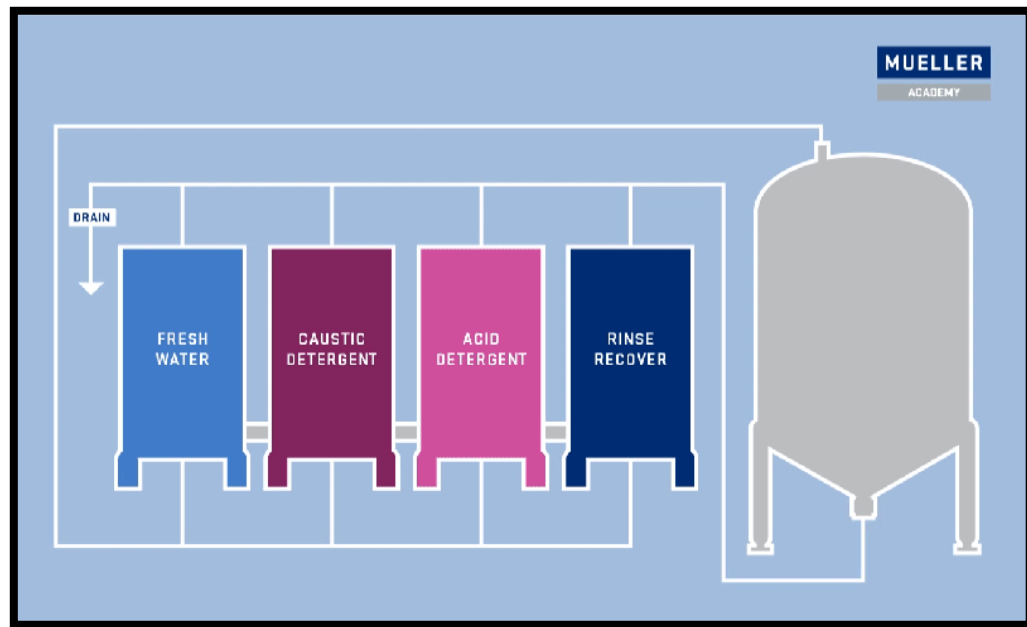 MUELLER
ACADEMY
DRAIN
FRESH
WATER
CAUSTIC
DETERGENT
ACID
DETERGENT
RINSE
RECOVER